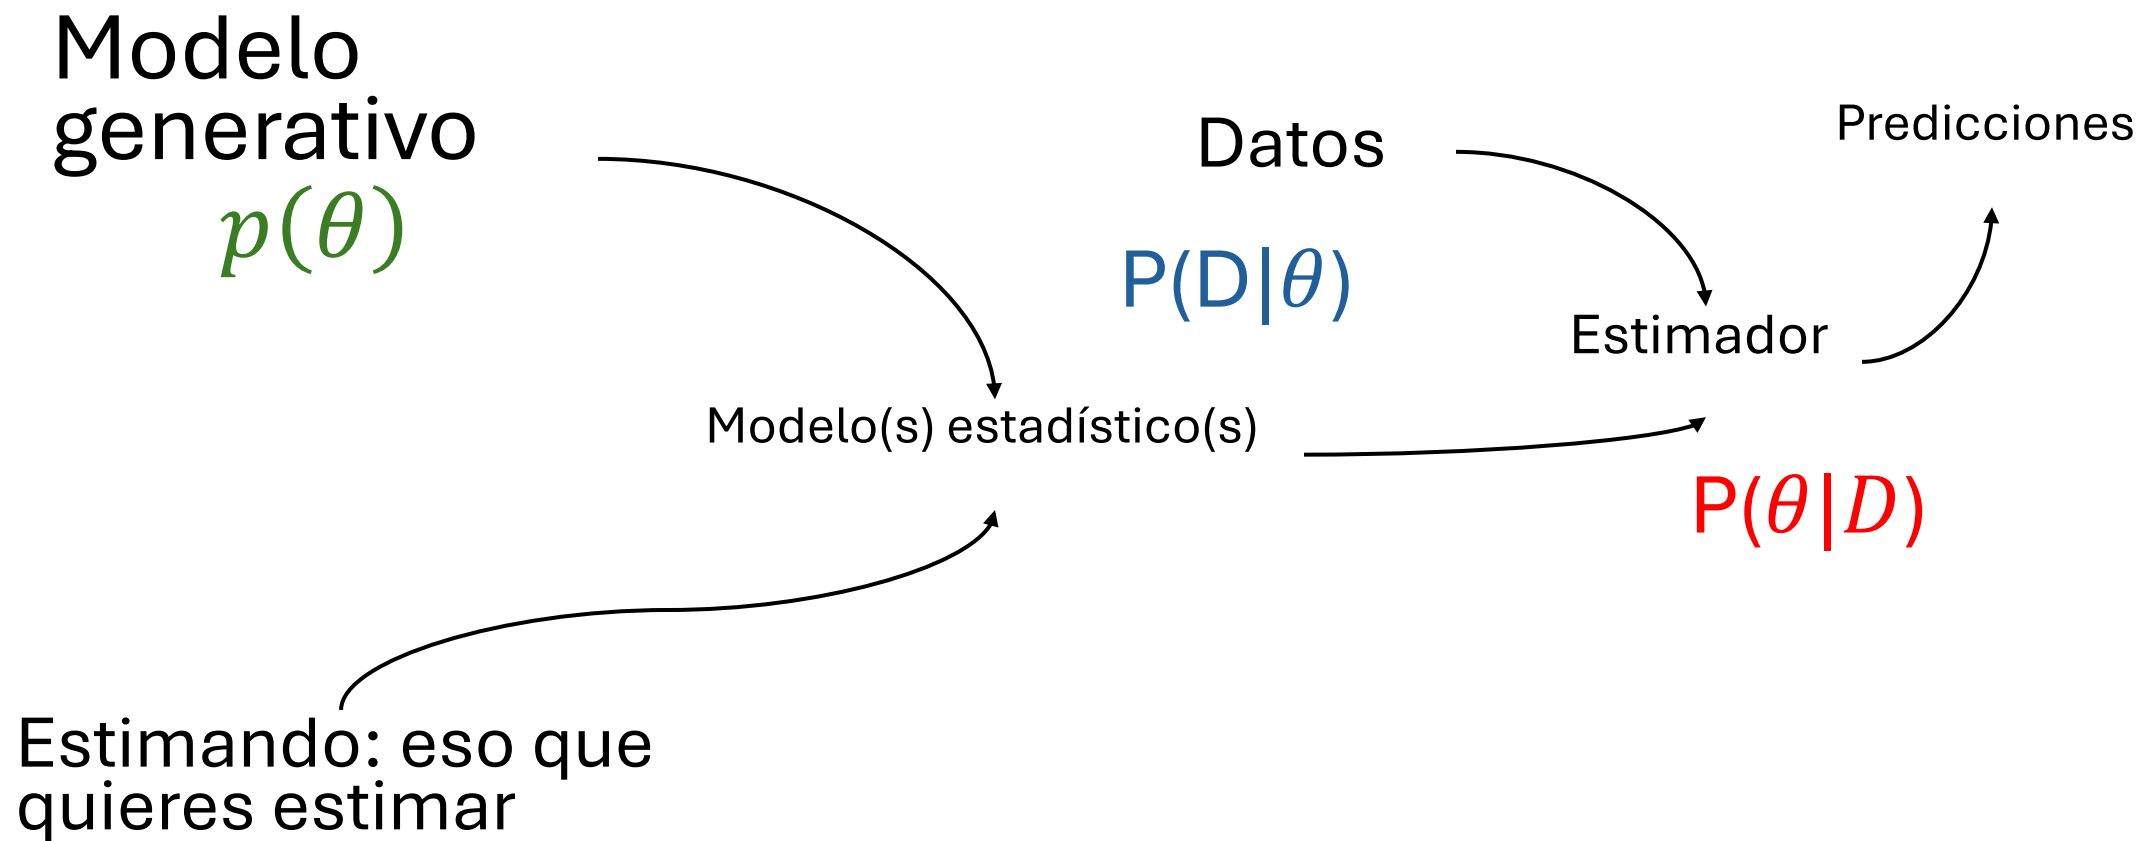 Modelo
generativo
p(θ)
Datos
Predicciones
P(D|θ)
Estimador
Modelo(s) estadístico(s)
P(θ|D)
Estimando: eso que
quieres estimar